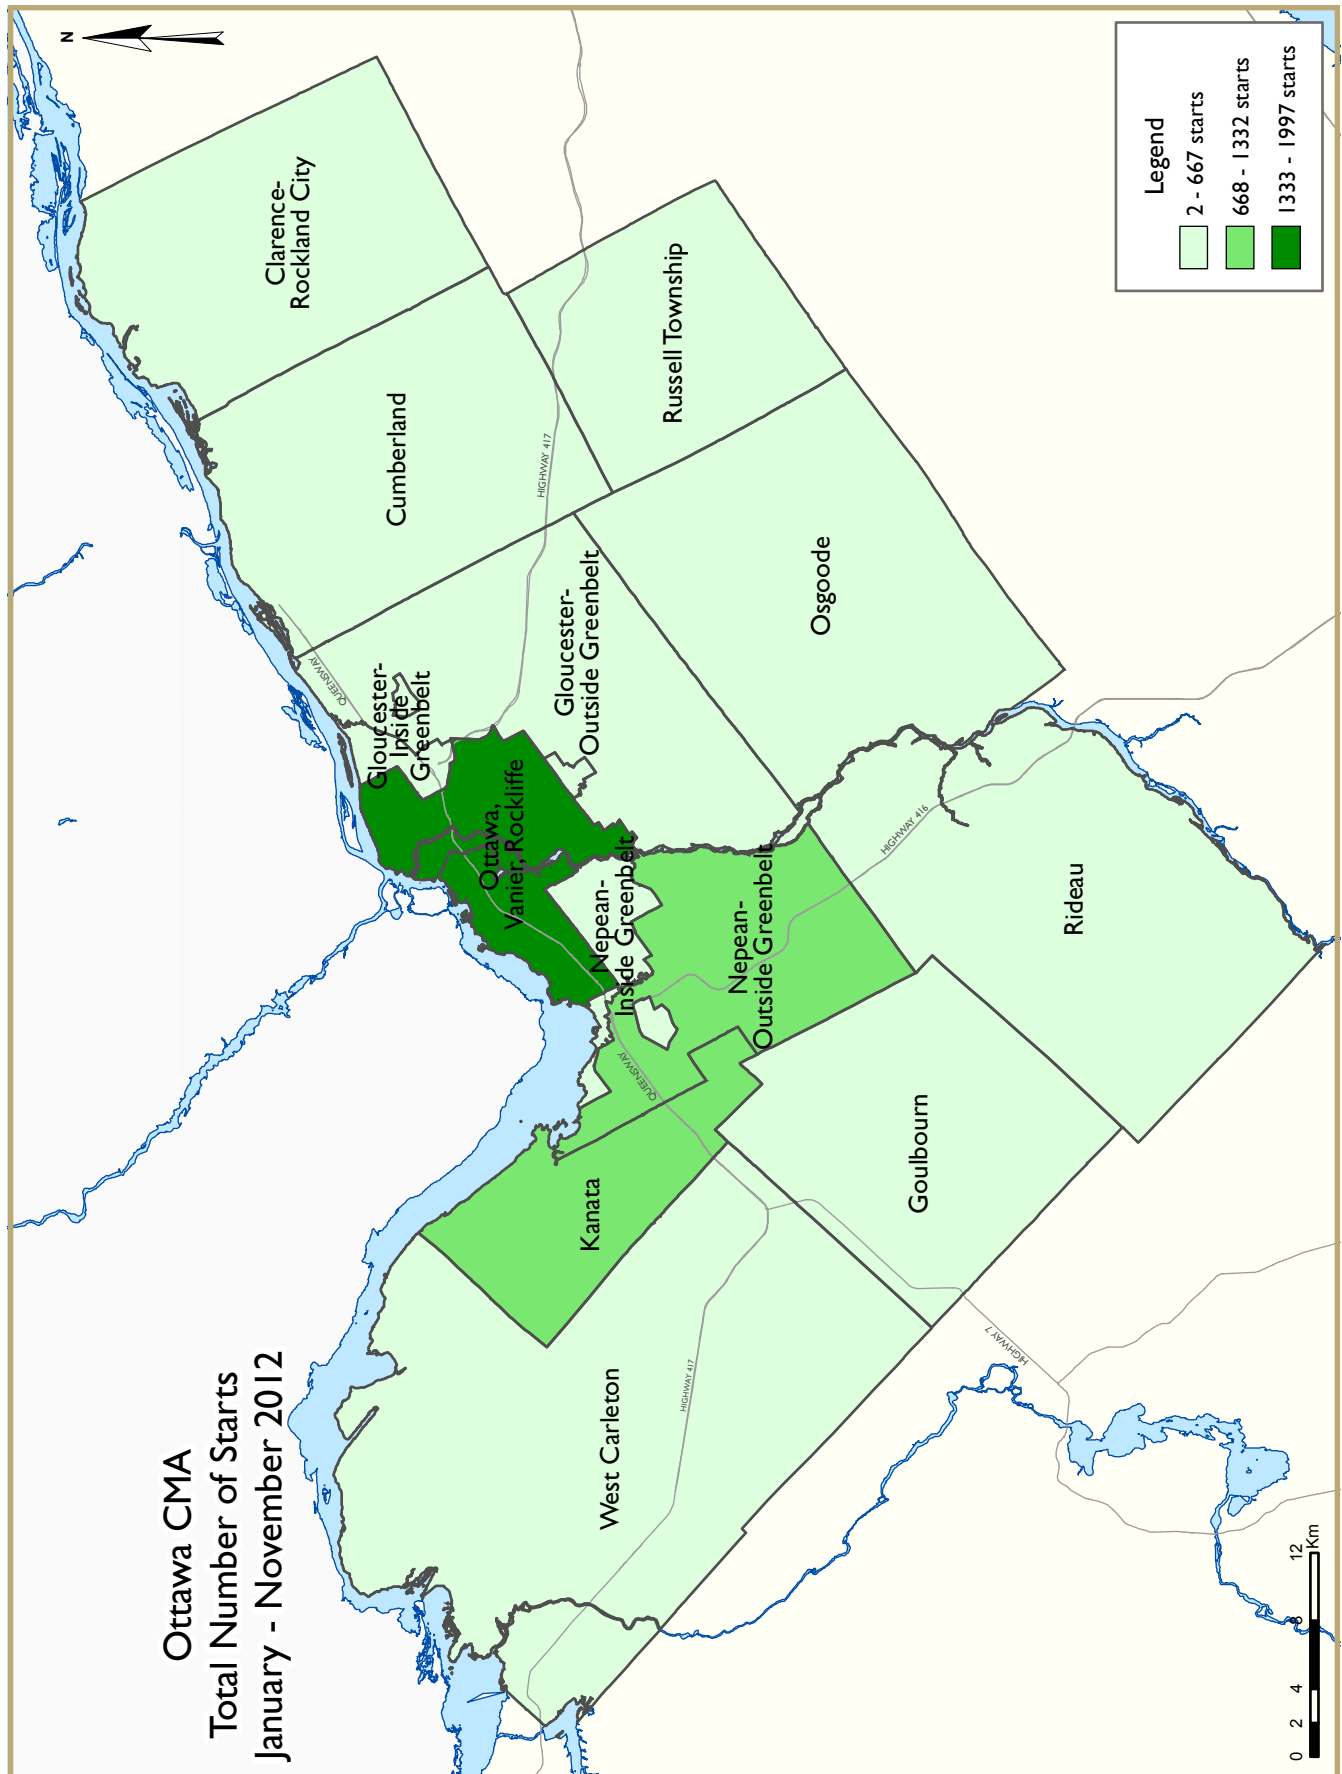 Ottawa CMA
Total Number of Starts
January - November 2012
N
Clarence-
Rockland City
Cumberland
Russell Township
HIGHWAY 417
QUEENSWAY
Gloucester-
Inside
Greenbelt
Gloucester-
Outside Greenbelt
Osgoode
Ottawa,
Vanier, Rockliffe
Nepean-
Inside Greenbelt
Nepean-
Outside Greenbelt
HIGHWAY 416
Rideau
QUEENSWAY
Kanata
Goulbourn
West Carleton
HIGHWAY 417
HIGHWAY 7
Legend
2 - 667 starts
668 - 1332 starts
1333 - 1997 starts
0 2 4 8 12
Km